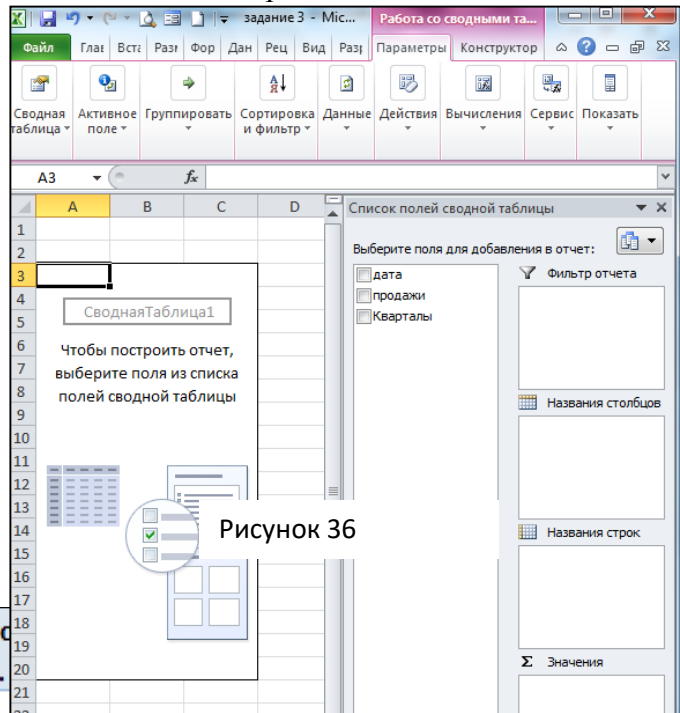 задание 3 - Mic... Работа со сводными та...
Файл Глаг Вста Разг Фор Дан Рец Вид Разг Параметры Конструктор
Сводная таблица Активное поле Группировать Сортировка и фильтр Данные Действия Вычисления Сервис Показать
A3 fx
A B C D Список полей сводной таблицы
1
2 Выберите поля для добавления в отчет:
3 дата Фильтр отчета
4 продажи
СводнаяТаблица1
5 Кварталы
6 Чтобы построить отчет,
7 выберите поля из списка
8 полей сводной таблицы
Названия столбцов
9
10
11
12
13
14 Рисунок 36 Названия строк
15
16
17
18
19
20 Σ Значения
21